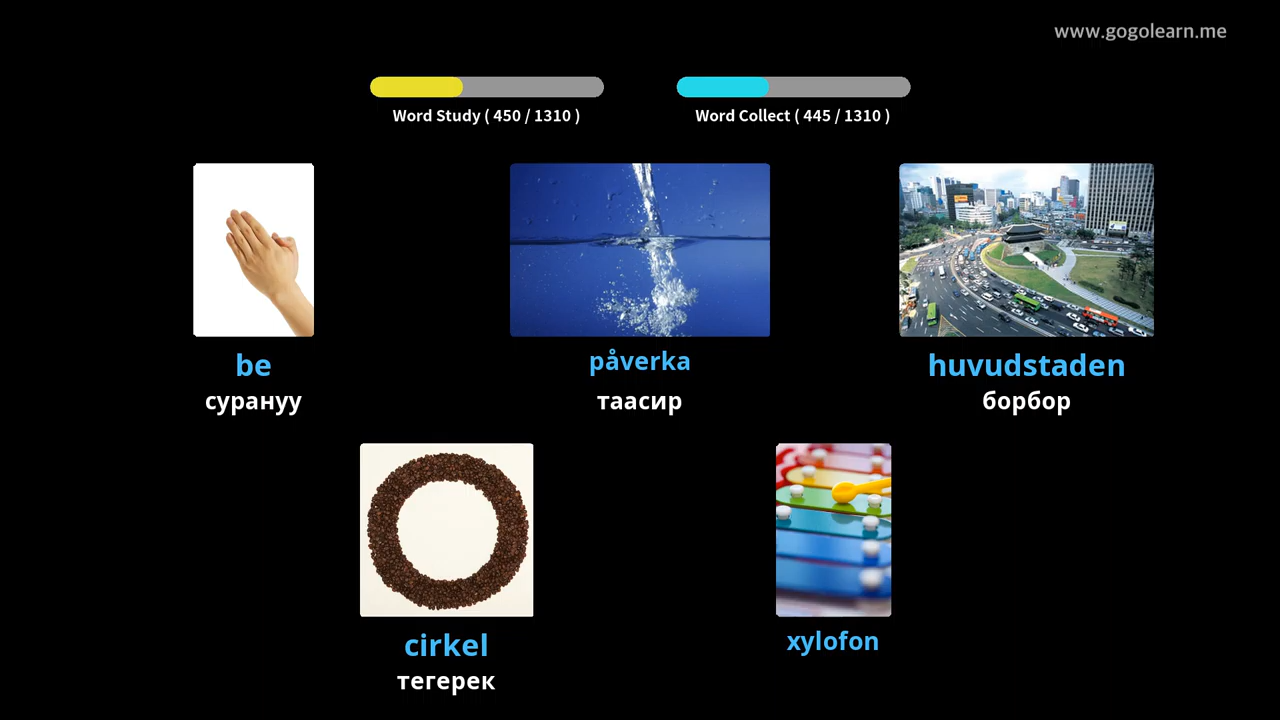 www.gogolearn.me
Word Study ( 450 / 1310 )
Word Collect ( 445 / 1310 )
be
сурануу
påverka
таасир
huvudstaden
борбор
cirkel
тегерек
xylofon